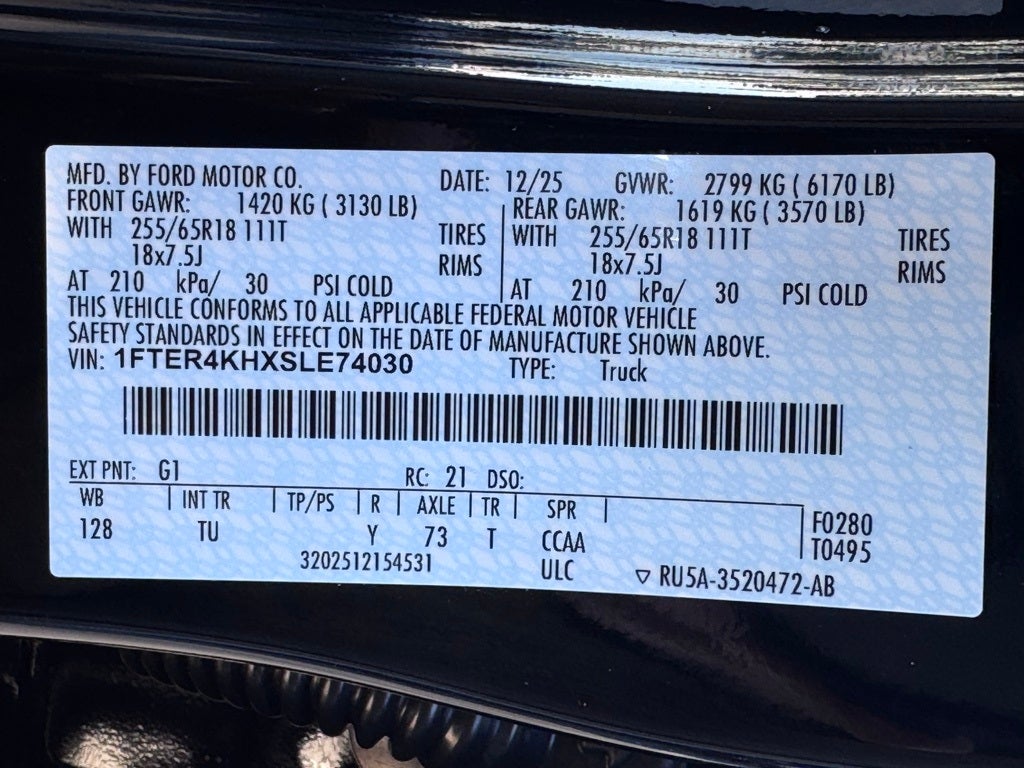 MFD. BY FORD MOTOR CO. DATE: 12/25 GVWR: 2799 KG ( 6170 LB)
FRONT GAWR: 1420 KG ( 3130 LB) REAR GAWR: 1619 KG ( 3570 LB)
WITH 255/65R18 111T TIRES WITH 255/65R18 111T TIRES
18x7.5J RIMS 18x7.5J RIMS
AT 210 kPa/ 30 PSI COLD AT 210 kPa/ 30 PSI COLD
THIS VEHICLE CONFORMS TO ALL APPLICABLE FEDERAL MOTOR VEHICLE
SAFETY STANDARDS IN EFFECT ON THE DATE OF MANUFACTURE SHOWN ABOVE.
VIN: 1FTER4KHXSLE74030 TYPE: Truck
EXT PNT: G1 RC: 21 DSO:
WB INT TR TP/PS R AXLE TR SPR F0280
128 TU Y 73 T CCAA T0495
3202512154531 ULC ▽ RU5A-3520472-AB